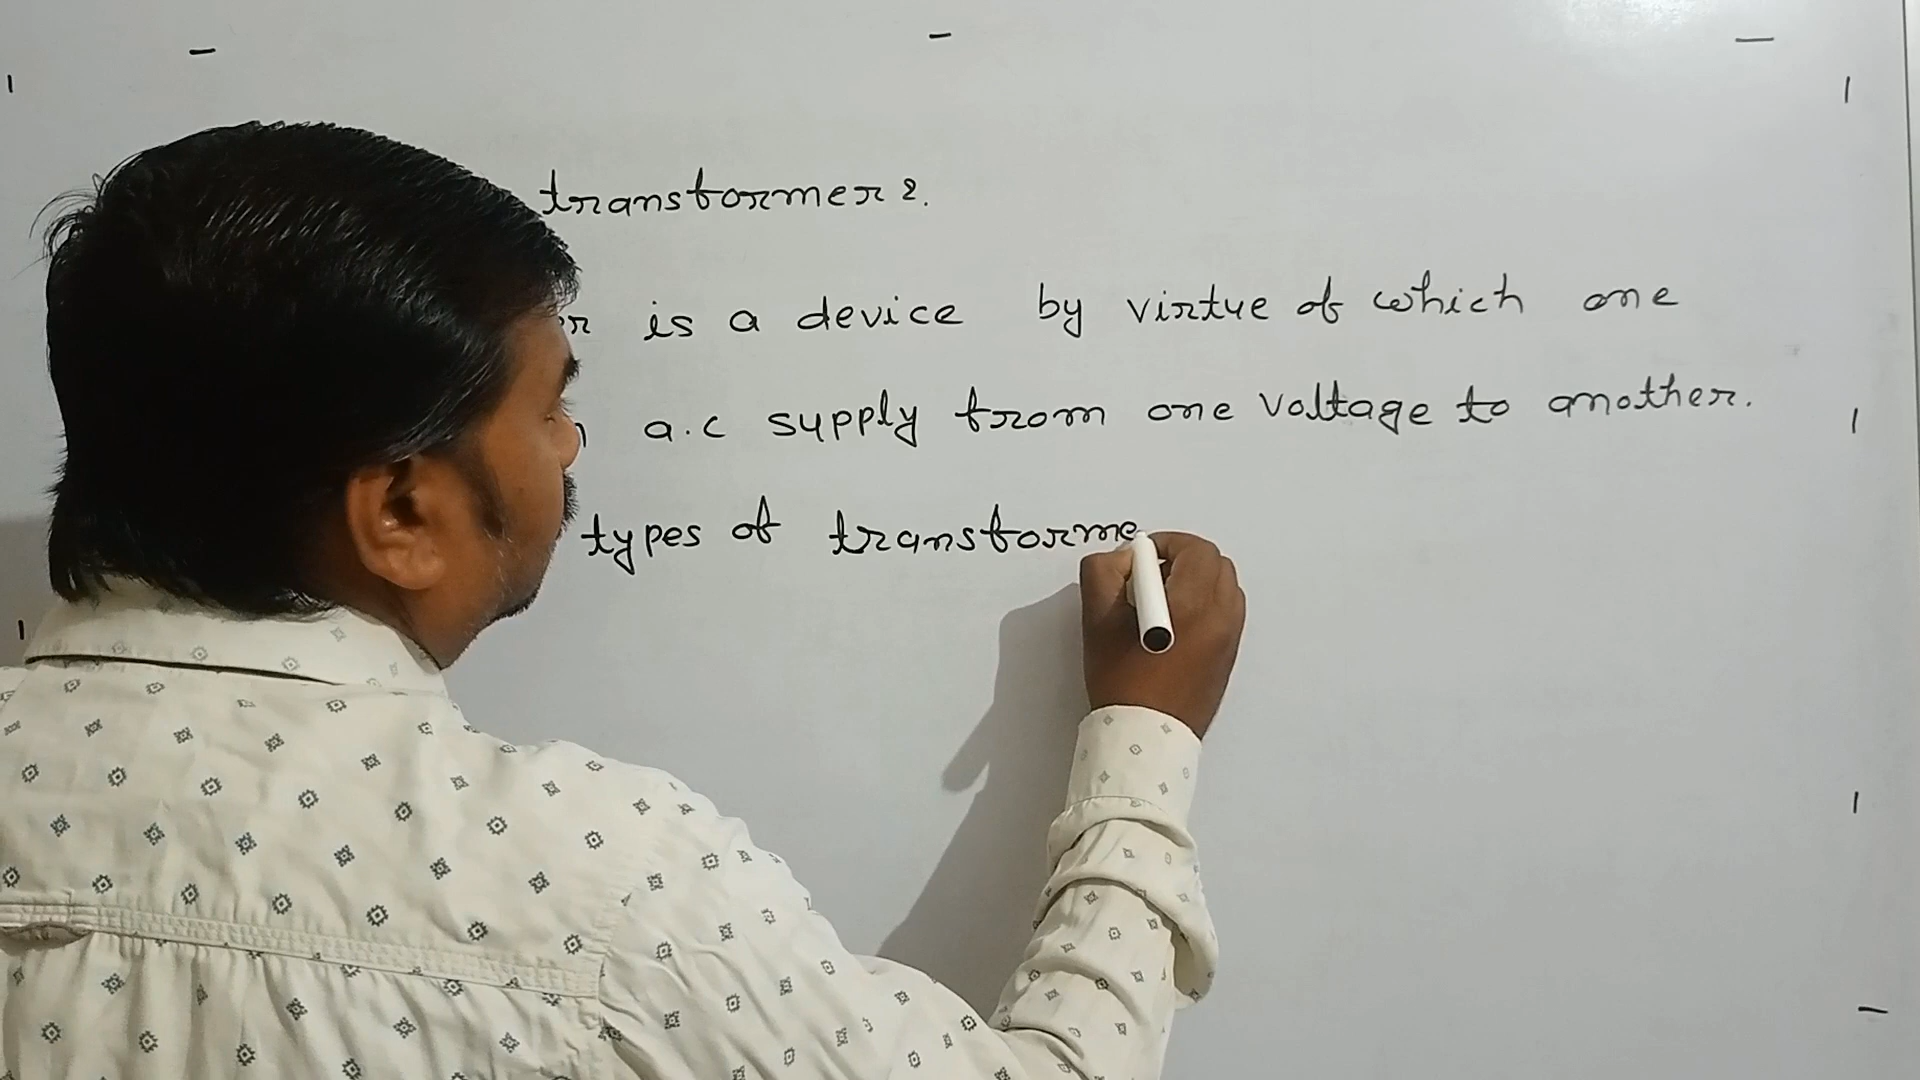 transformer ?.
is a device by virtue of which one
a.c supply from one voltage to another.
types of transforme